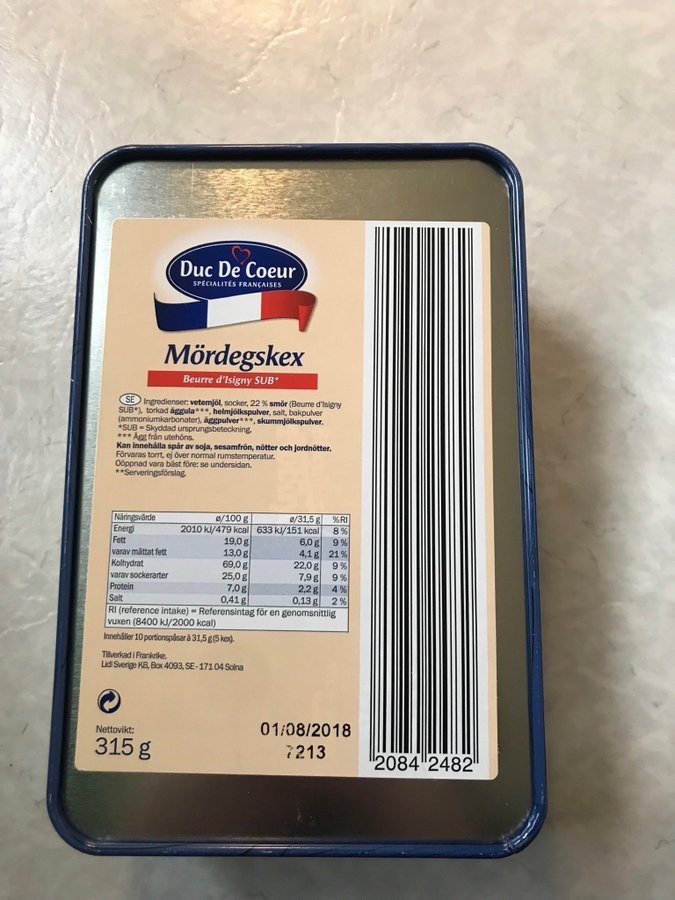 Duc De Coeur
SPÉCIALITÉS FRANÇAISES
Mördegskex
Beurre d'Isigny SUB*
SE Ingredienser: vetemjöl, socker, 22 % smör (Beurre d'Isigny
SUB*), torkad äggula***, helmjölkspulver, salt, bakpulver
(ammoniumkarbonater), äggpulver***, skummjölkspulver.
*SUB = Skyddad ursprungsbeteckning.
*** Ägg från utehöns.
Kan innehålla spår av soja, sesamfrön, nötter och jordnötter.
Förvaras torrt, ej över normal rumstemperatur.
Oöppnad vara bäst före: se undersidan.
**Serveringsförslag.
Näringsvärde ø/100 g ø/31,5 g %RI
Energi 2010 kJ/479 kcal 633 kJ/151 kcal 8 %
Fett 19,0 g 6,0 g 9 %
varav mättat fett 13,0 g 4,1 g 21 %
Kolhydrat 69,0 g 22,0 g 9 %
varav sockerarter 25,0 g 7,9 g 9 %
Protein 7,0 g 2,2 g 4 %
Salt 0,41 g 0,13 g 2 %
RI (reference intake) = Referensintag för en genomsnittlig
vuxen (8400 kJ/2000 kcal)
Innehåller 10 portionspåsar à 31,5 g (5 kex).
Tillverkad i Frankrike.
Lidl Sverige KB, Box 4093, SE - 171 04 Solna
Nettovikt:
315 g
01/08/2018
7213
2084 2482